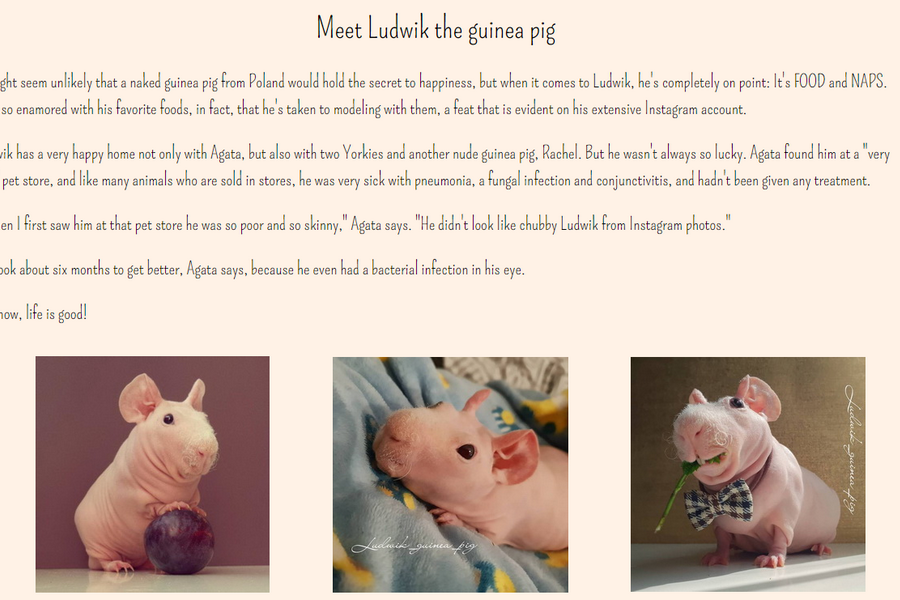 Meet Ludwik the guinea pig
ght seem unlikely that a naked guinea pig from Poland would hold the secret to happiness, but when it comes to Ludwik, he's completely on point: It's FOOD and NAPS.
so enamored with his favorite foods, in fact, that he's taken to modeling with them, a feat that is evident on his extensive Instagram account.
vik has a very happy home not only with Agata, but also with two Yorkies and another nude guinea pig, Rachel. But he wasn't always so lucky. Agata found him at a "very
pet store, and like many animals who are sold in stores, he was very sick with pneumonia, a fungal infection and conjunctivitis, and hadn't been given any treatment.
en I first saw him at that pet store he was so poor and so skinny," Agata says. "He didn't look like chubby Ludwik from Instagram photos."
ook about six months to get better, Agata says, because he even had a bacterial infection in his eye.
now, life is good!
Ludwik_guinea_pig
Ludwik_guinea_pig